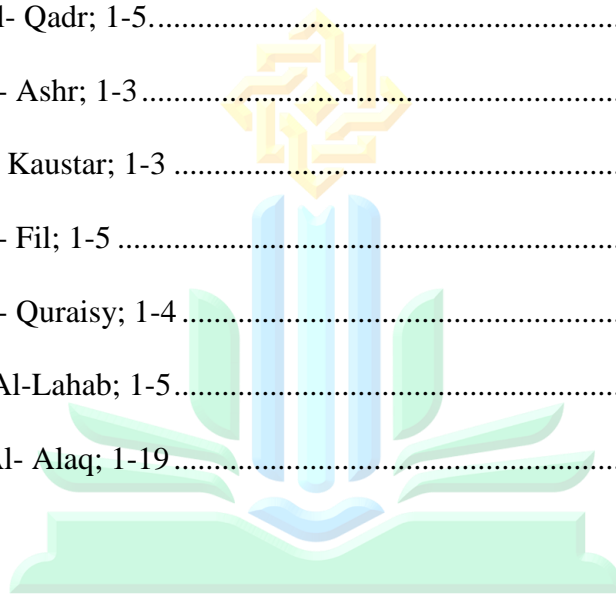 l- Qadr; 1-5.............................................................
- Ashr; 1-3..............................................................
Kaustar; 1-3 ..........................................................
- Fil; 1-5 .................................................................
- Quraisy; 1-4.........................................................
Al-Lahab; 1-5.........................................................
l- Alaq; 1-19.........................................................